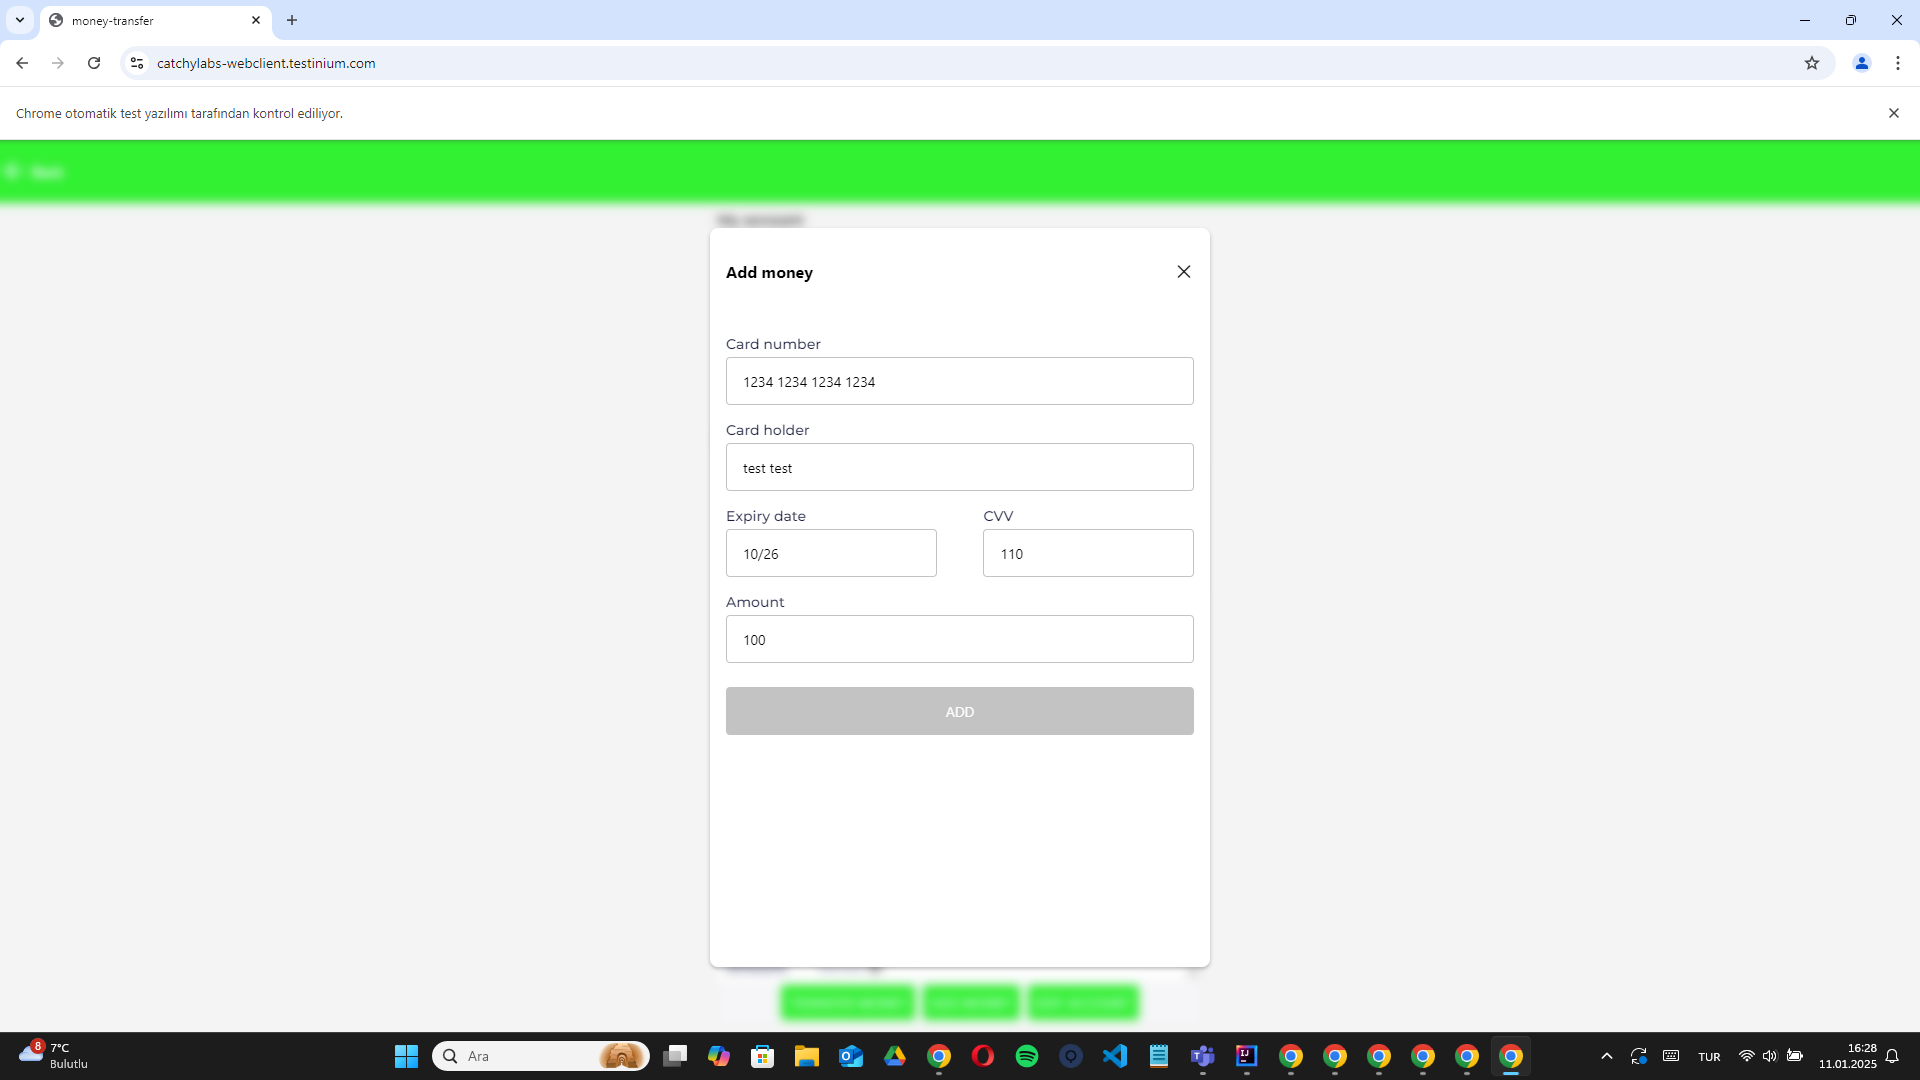 money-transfer
catchylabs-webclient.testinium.com
Chrome otomatik test yazılımı tarafından kontrol ediliyor.
My account
Add money
Card number
1234 1234 1234 1234
Card holder
test test
Expiry date
CVV
10/26
110
Amount
100
ADD
8
7°C
Bulutlu
Ara
TUR
16:28
11.01.2025